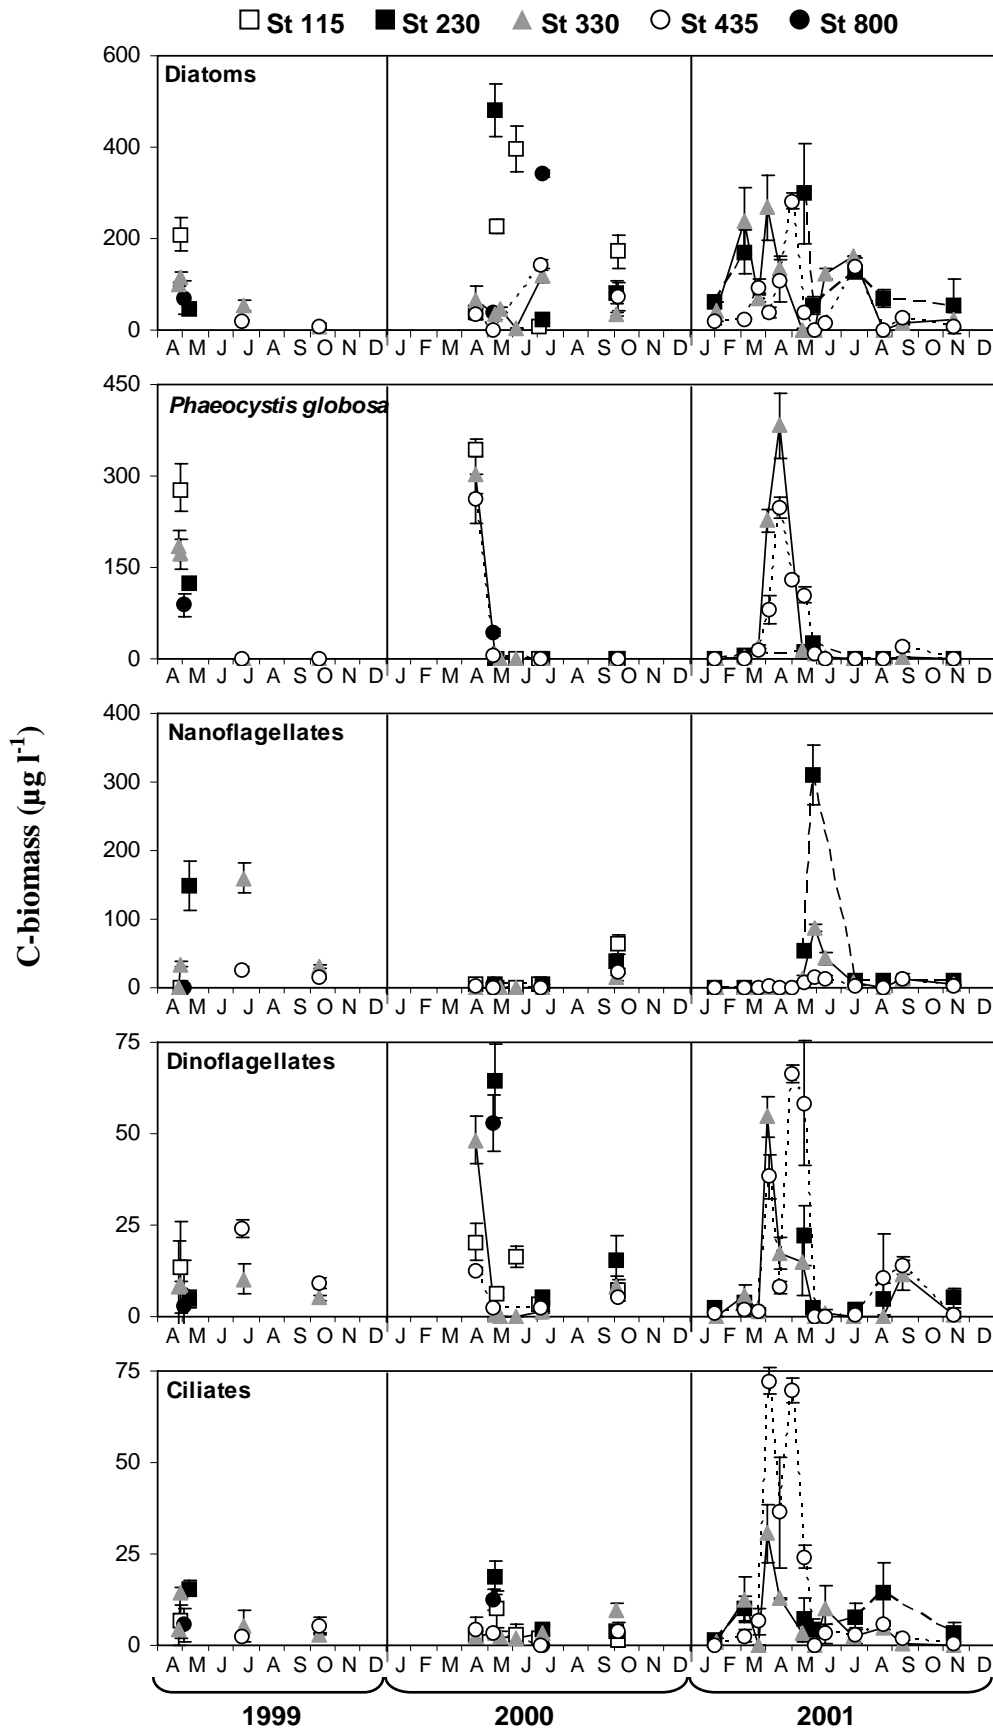 St 115 St 230 St 330 St 435 St 800
600
Diatoms
400
200
0
A M J J A S O N D J F M A M J J A S O N D J F M A M J J A S O N D
450
Phaeocystis globosa
300
150
0
A M J J A S O N D J F M A M J J A S O N D J F M A M J J A S O N D
C-biomass (µg l-1)
400
Nanoflagellates
300
200
100
0
A M J J A S O N D J F M A M J J A S O N D J F M A M J J A S O N D
75
Dinoflagellates
50
25
0
A M J J A S O N D J F M A M J J A S O N D J F M A M J J A S O N D
75
Ciliates
50
25
0
A M J J A S O N D J F M A M J J A S O N D J F M A M J J A S O N D
1999 2000 2001